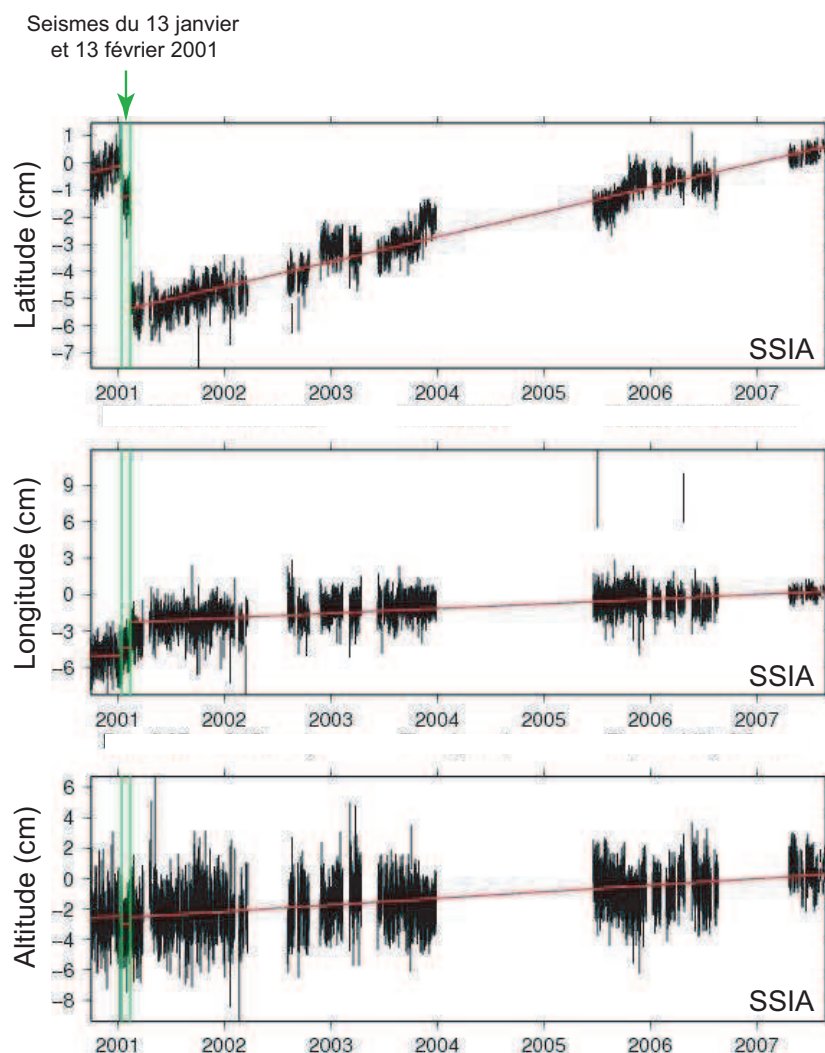 Seismes du 13 janvier
et 13 février 2001
Latitude (cm)
1
0
−1
−2
−3
−4
−5
−6
−7
SSIA
2001 2002 2003 2004 2005 2006 2007
Longitude (cm)
9
6
3
0
−3
−6
SSIA
2001 2002 2003 2004 2005 2006 2007
Altitude (cm)
6
4
2
0
−2
−4
−6
−8
SSIA
2001 2002 2003 2004 2005 2006 2007